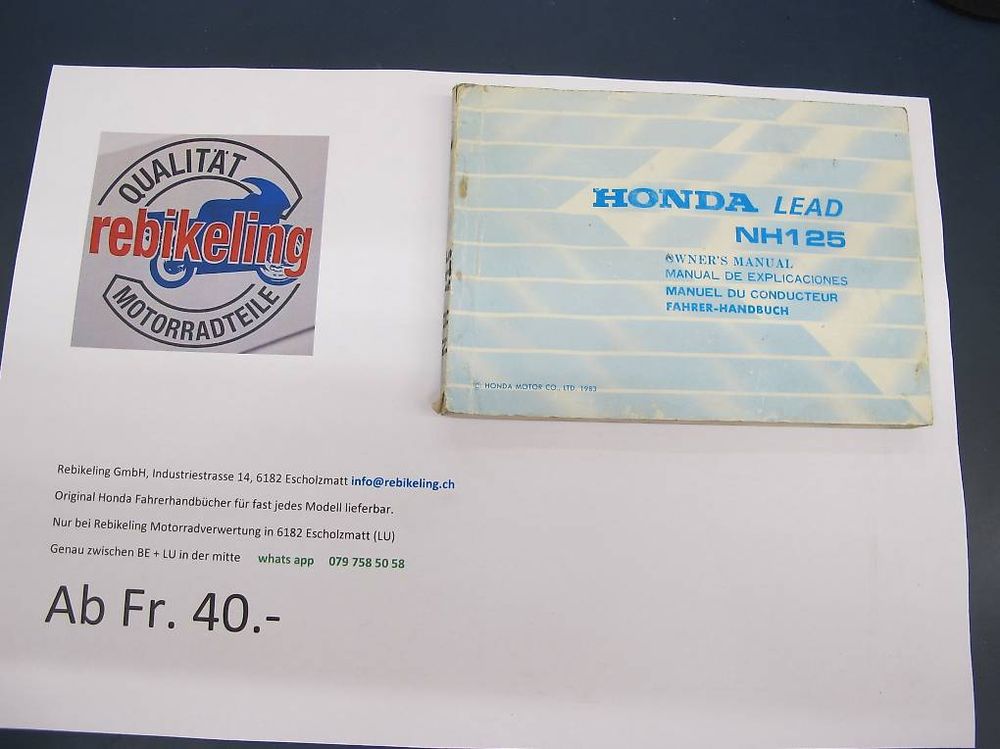 QUALITÄT
rebikeling
MOTORRADTEILE
HONDA LEAD
NH125
OWNER'S MANUAL
MANUAL DE EXPLICACIONES
MANUEL DU CONDUCTEUR
FAHRER-HANDBUCH
© HONDA MOTOR CO., LTD. 1983
Rebikeling GmbH, Industriestrasse 14, 6182 Escholzmatt info@rebikeling.ch
Original Honda Fahrerhandbücher für fast jedes Modell lieferbar.
Nur bei Rebikeling Motorradverwertung in 6182 Escholzmatt (LU)
Genau zwischen BE + LU in der mitte whats app 079 758 50 58
Ab Fr. 40.-